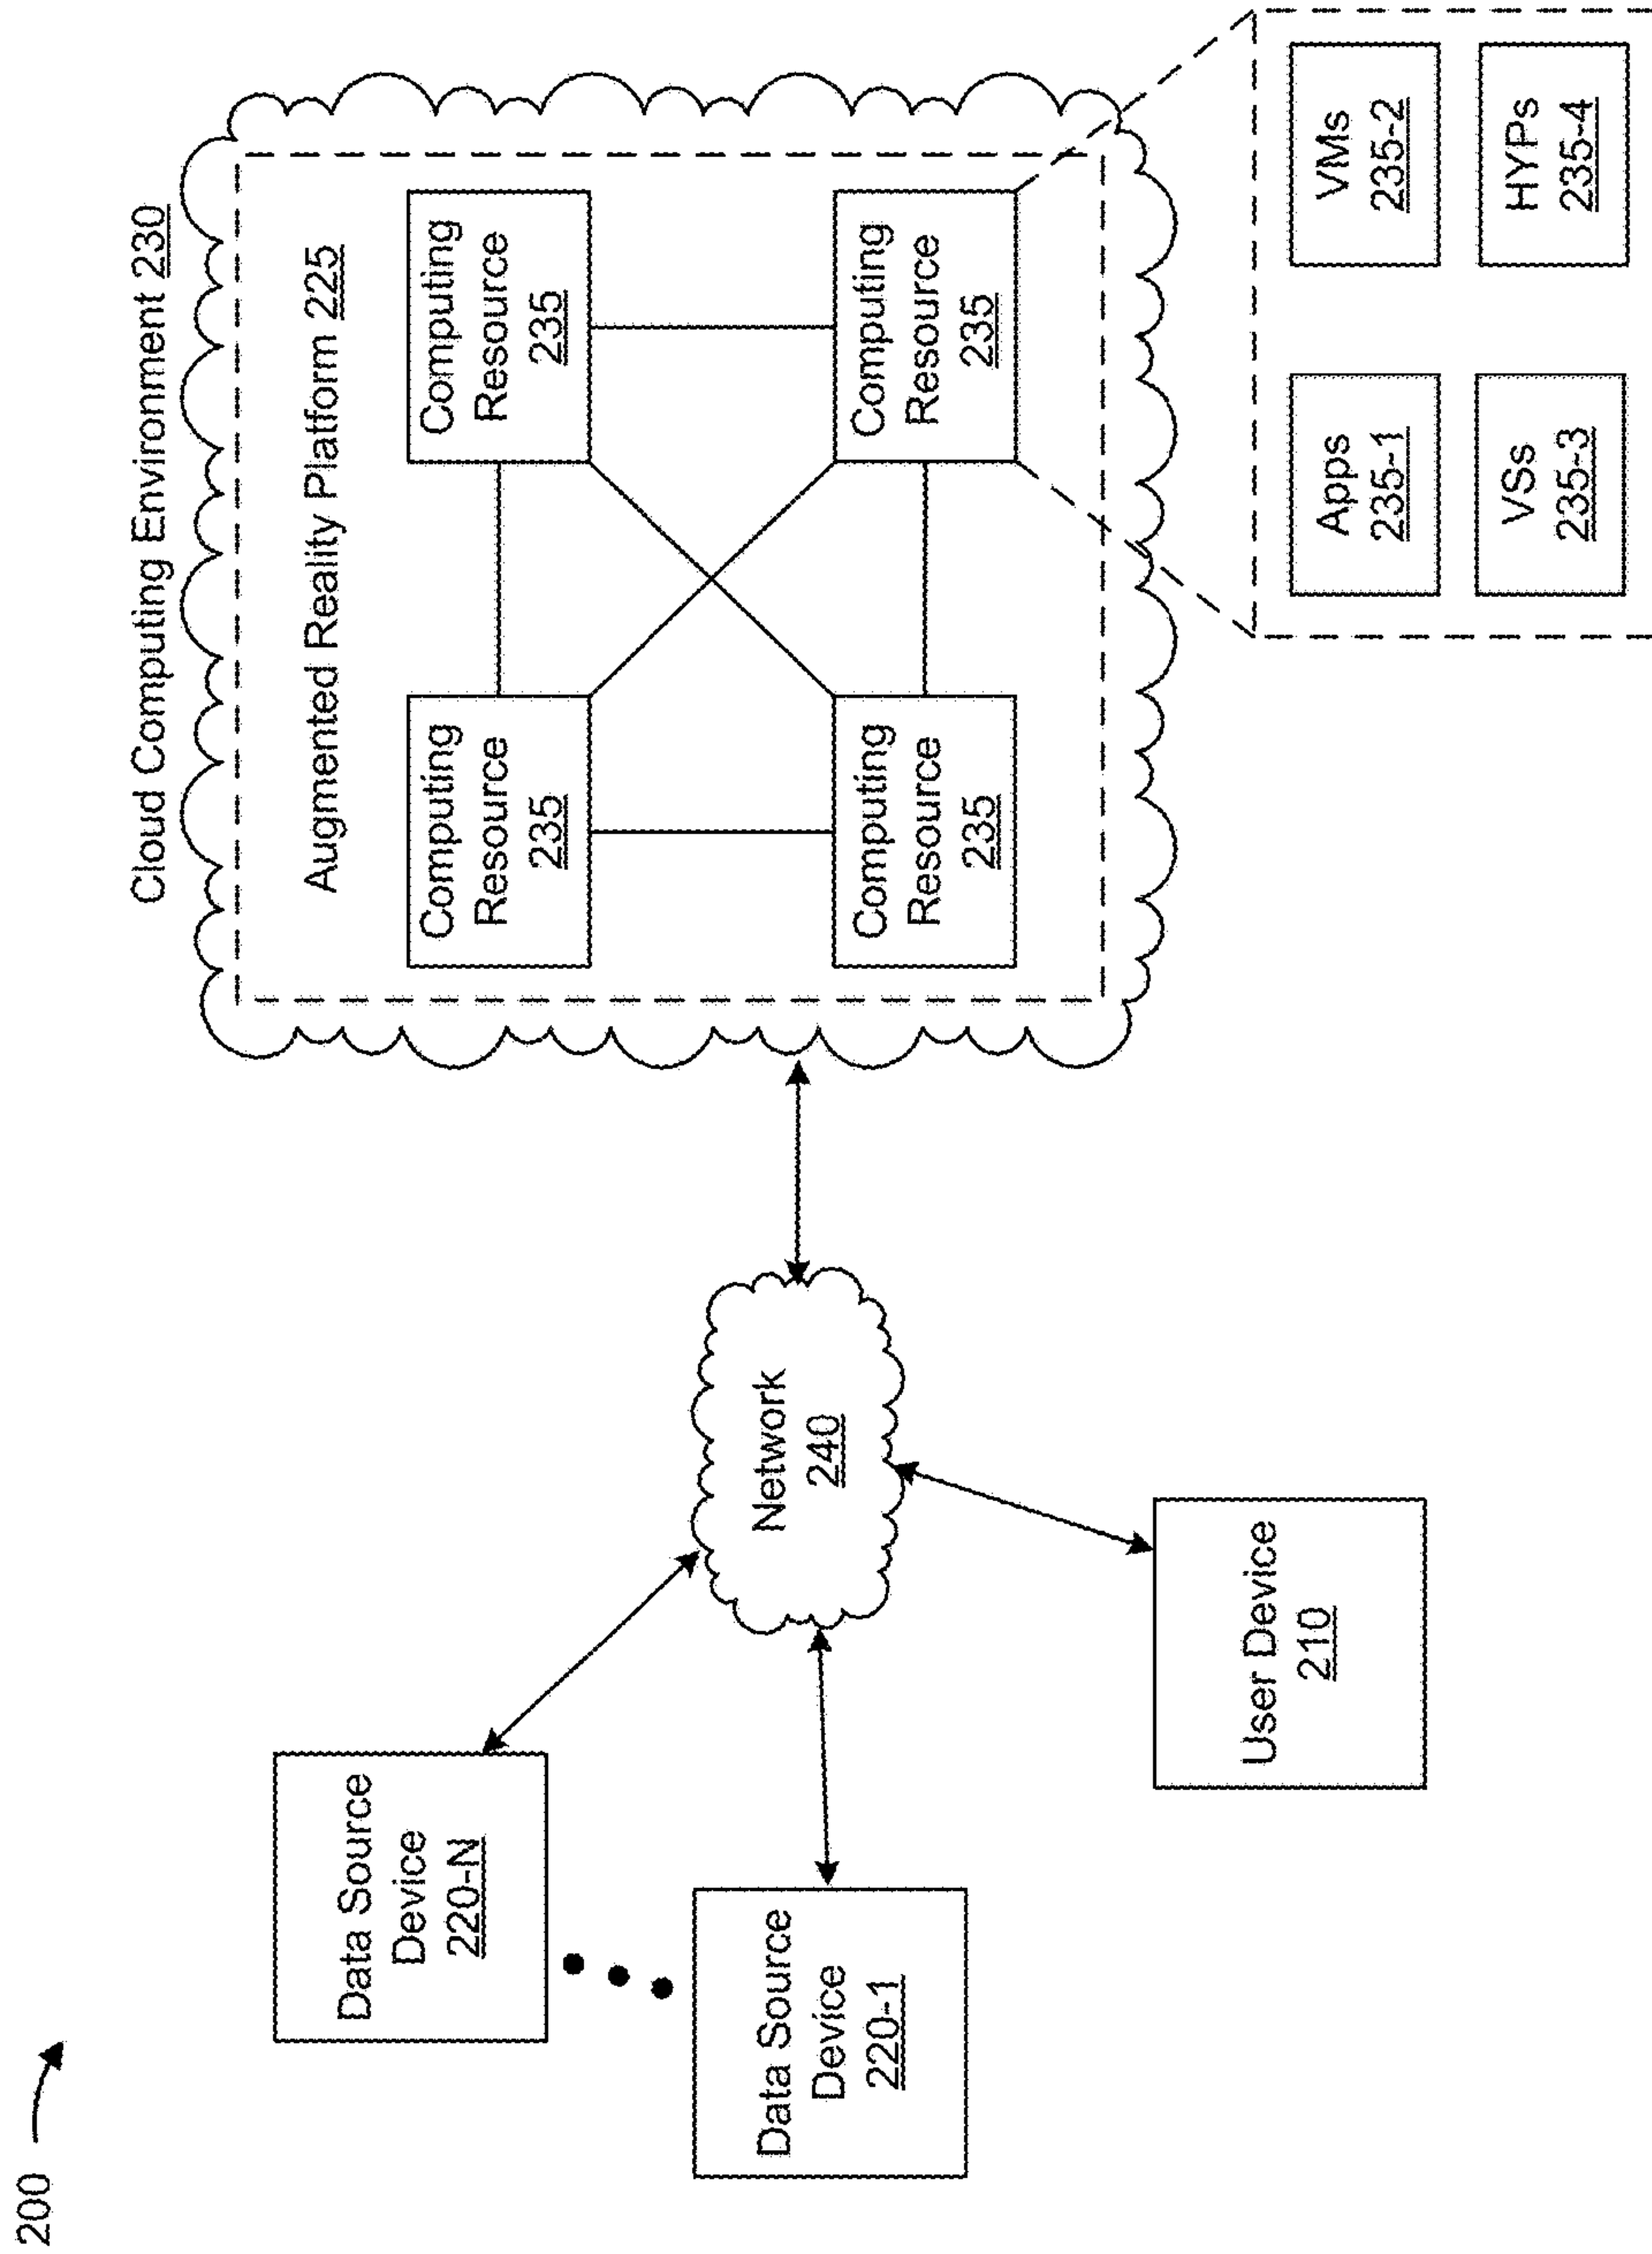 200
Cloud Computing Environment 230
Augmented Reality Platform 225
Computing
Resource
235
Computing
Resource
235
Computing
Resource
235
Computing
Resource
235
Data Source
Device
220-N
Data Source
Device
220-1
Network
240
User Device
210
Apps
235-1
VMs
235-2
VSs
235-3
HYPs
235-4